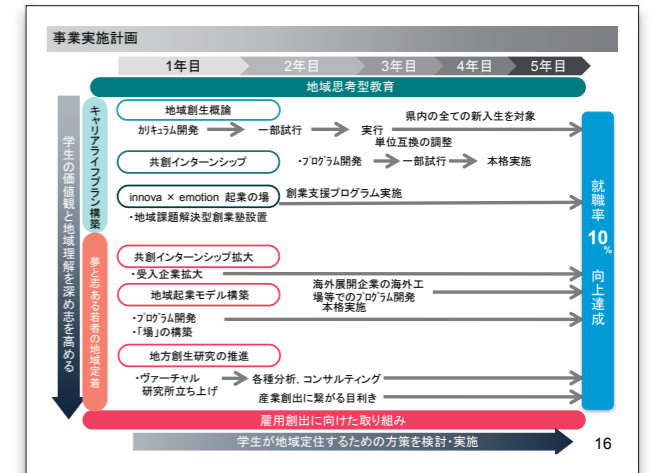 事業実施計画
1年目 2年目 3年目 4年目 5年目
地域思考型教育
学生の価値観と地域理解を深め志を高める
キャリアライフプラン構築
地域創生概論
県内の全ての新入生を対象
カリキュラム開発 一部試行 実行
単位互換の調整
共創インターンシップ
・プログラム開発 一部試行 本格実施
innova × emotion 起業の場
創業支援プログラム実施
・地域課題解決型創業塾設置
夢と志ある若者の地域定着
共創インターンシップ拡大
・受入企業拡大
地域起業モデル構築
海外展開企業の海外工
場等でのプログラム開発
本格実施
・プログラム開発
・「場」の構築
地方創生研究の推進
・ヴァーチャル
研究所立ち上げ
各種分析、コンサルティング
産業創出に繋がる目利き
就職率10%向上達成
雇用創出に向けた取り組み
学生が地域定住するための方策を検討・実施
16